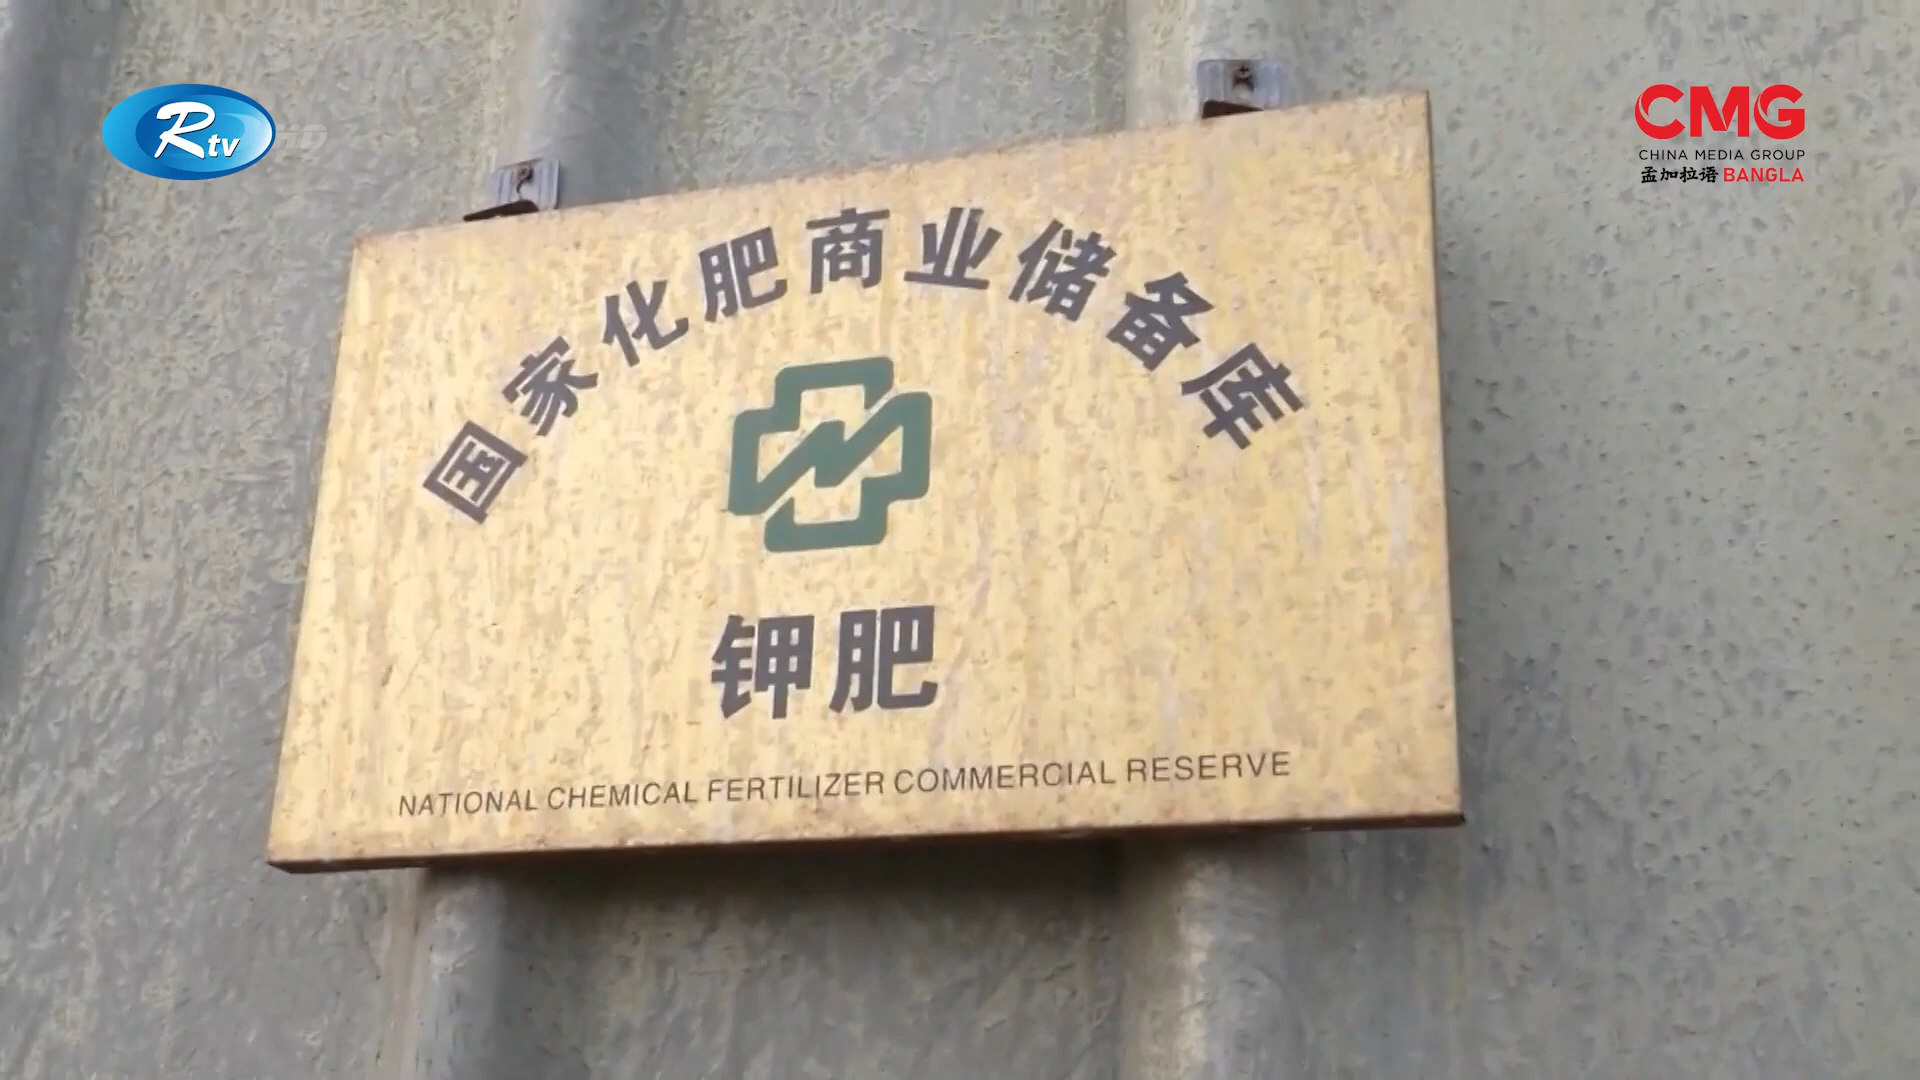 Rtv
CMG
CHINA MEDIA GROUP
孟加拉语 BANGLA
国家化肥商业储备库
钾肥
NATIONAL CHEMICAL FERTILIZER COMMERCIAL RESERVE